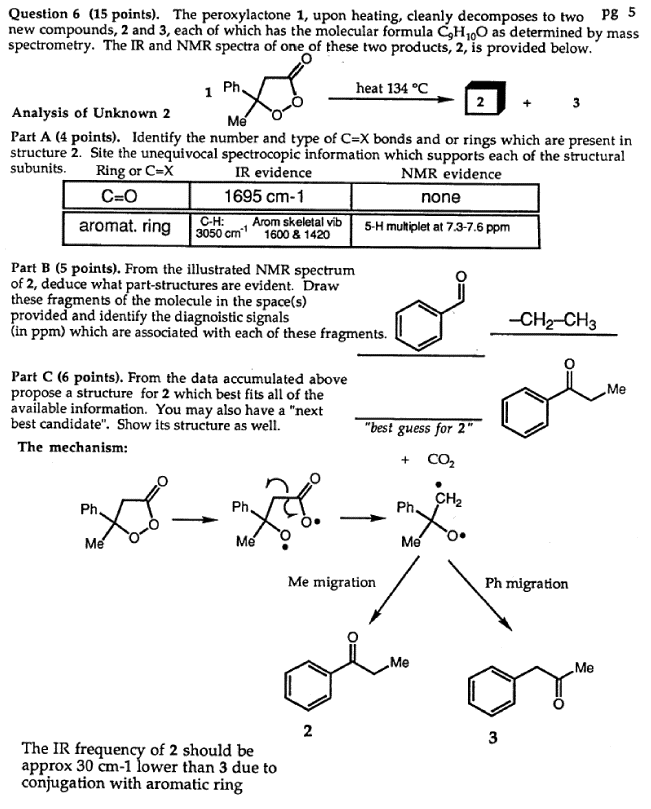 Question 6 (15 points). The peroxylactone 1, upon heating, cleanly decomposes to two pg 5
new compounds, 2 and 3, each of which has the molecular formula C9H10O as determined by mass
spectrometry. The IR and NMR spectra of one of these two products, 2, is provided below.
1 Ph Me O O O heat 134 °C 2 + 3
Analysis of Unknown 2
Part A (4 points). Identify the number and type of C=X bonds and or rings which are present in
structure 2. Site the unequivocal spectrocopic information which supports each of the structural
subunits. Ring or C=X IR evidence NMR evidence
C=O 1695 cm-1 none
aromat. ring C-H: 3050 cm-1 Arom skeletal vib 1600 & 1420 5-H multiplet at 7.3-7.6 ppm
Part B (5 points). From the illustrated NMR spectrum
of 2, deduce what part-structures are evident. Draw
these fragments of the molecule in the space(s)
provided and identify the diagnoistic signals
(in ppm) which are associated with each of these fragments.
O
–CH2–CH3
Part C (6 points). From the data accumulated above
propose a structure for 2 which best fits all of the
available information. You may also have a "next
best candidate". Show its structure as well.
"best guess for 2"
O Me
The mechanism:
+ CO2
Ph Me O O O
Ph Me O• O O•
Ph Me •CH2 O•
Me migration Ph migration
O Me
Me O
2 3
The IR frequency of 2 should be
approx 30 cm-1 lower than 3 due to
conjugation with aromatic ring